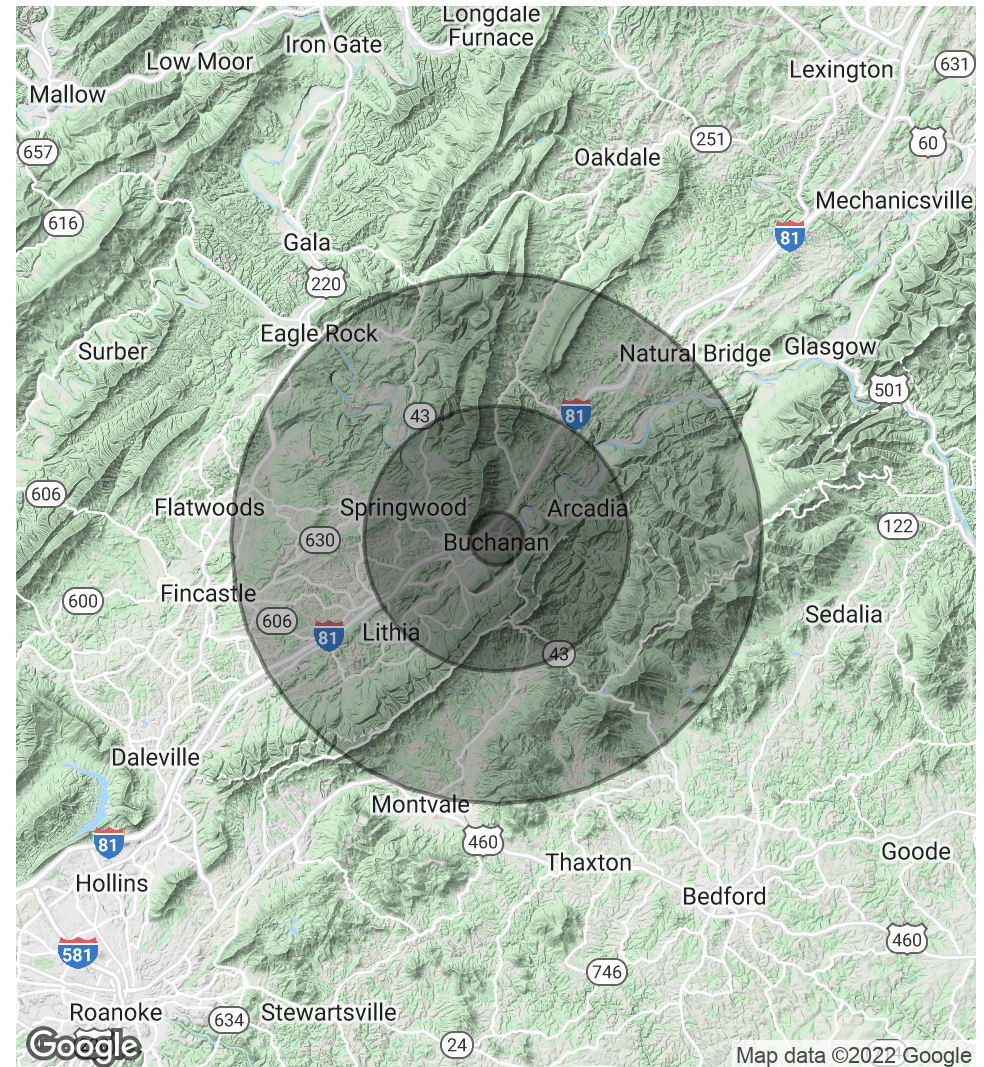 Longdale
Furnace
Iron Gate
Low Moor
631
Lexington
Mallow
251
60
657
Oakdale
Mechanicsville
616
81
Gala
220
Eagle Rock
Surber
Natural Bridge
Glasgow
501
43
81
606
Flatwoods
Springwood
Arcadia
122
630
Buchanan
600
Fincastle
606
Sedalia
81
Lithia
43
Daleville
Montvale
81
460
Thaxton
Goode
Hollins
Bedford
460
581
746
Roanoke
634
Stewartsville
24
Google
Map data ©2022 Google